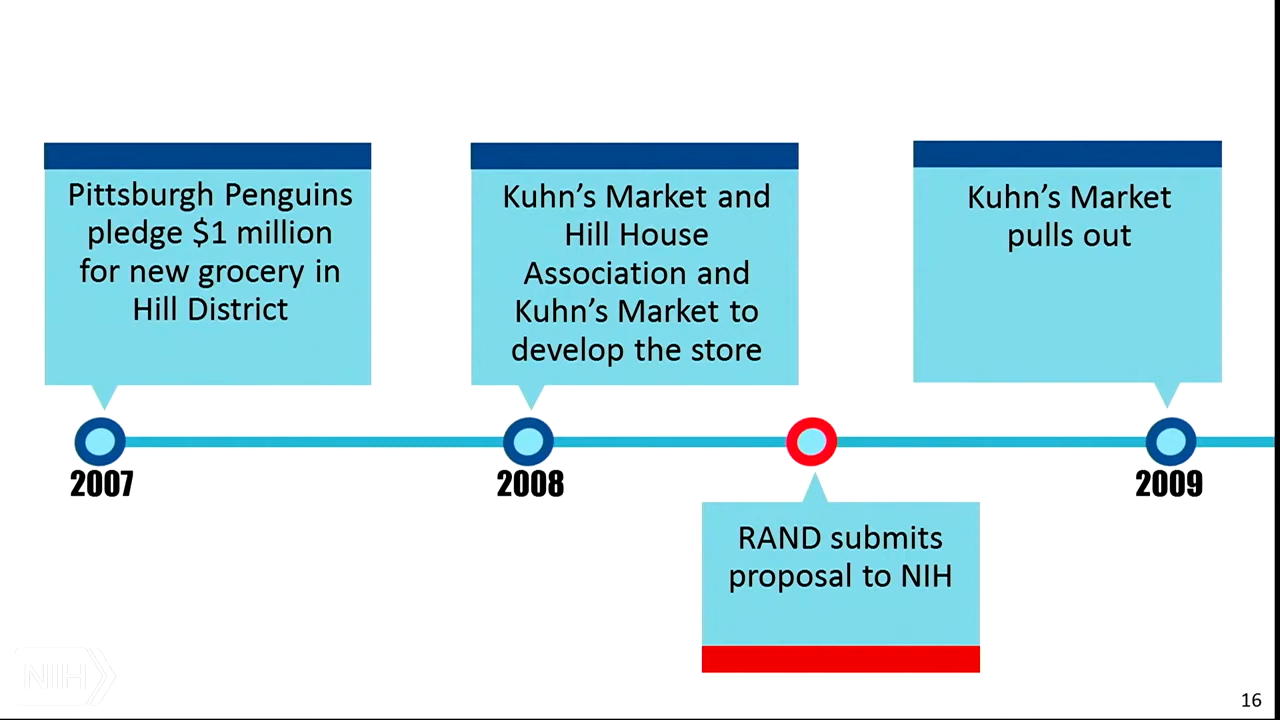 Pittsburgh Penguins
pledge $1 million
for new grocery in
Hill District
Kuhn’s Market and
Hill House
Association and
Kuhn’s Market to
develop the store
Kuhn’s Market
pulls out
2007
2008
2009
RAND submits
proposal to NIH
NIH
16